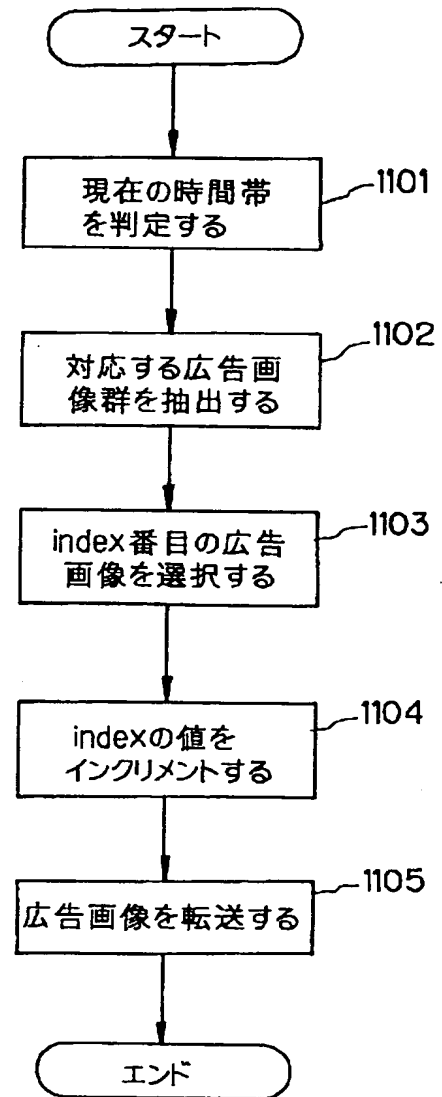 スタート
現在の時間帯
を判定する
1101
対応する広告画
像群を抽出する
1102
index番目の広告
画像を選択する
1103
indexの値を
インクリメントする
1104
広告画像を転送する
1105
エンド